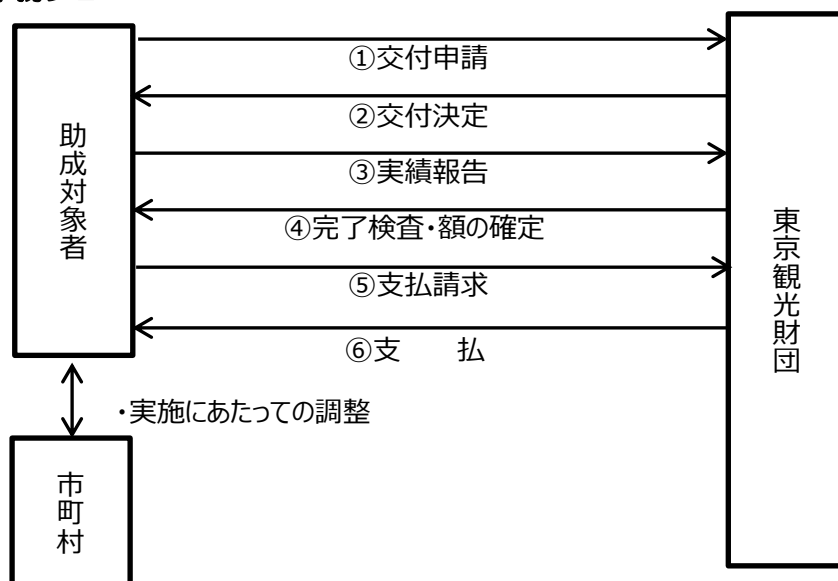 ①交付申請
②交付決定
③実績報告
④完了検査・額の確定
⑤支払請求
⑥支　　払
助成対象者
東京観光財団
・実施にあたっての調整
市町村